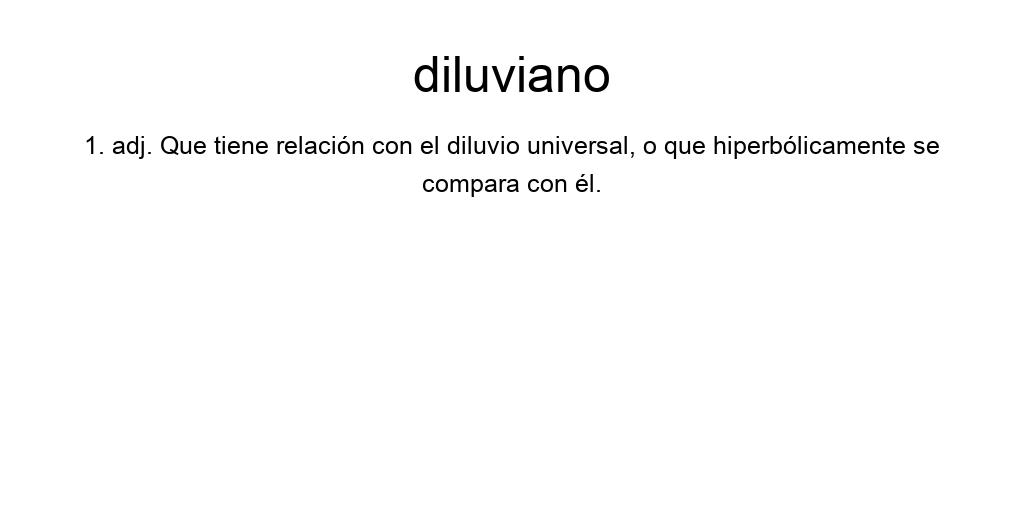 diluviano
1. adj. Que tiene relación con el diluvio universal, o que hiperbólicamente se
compara con él.